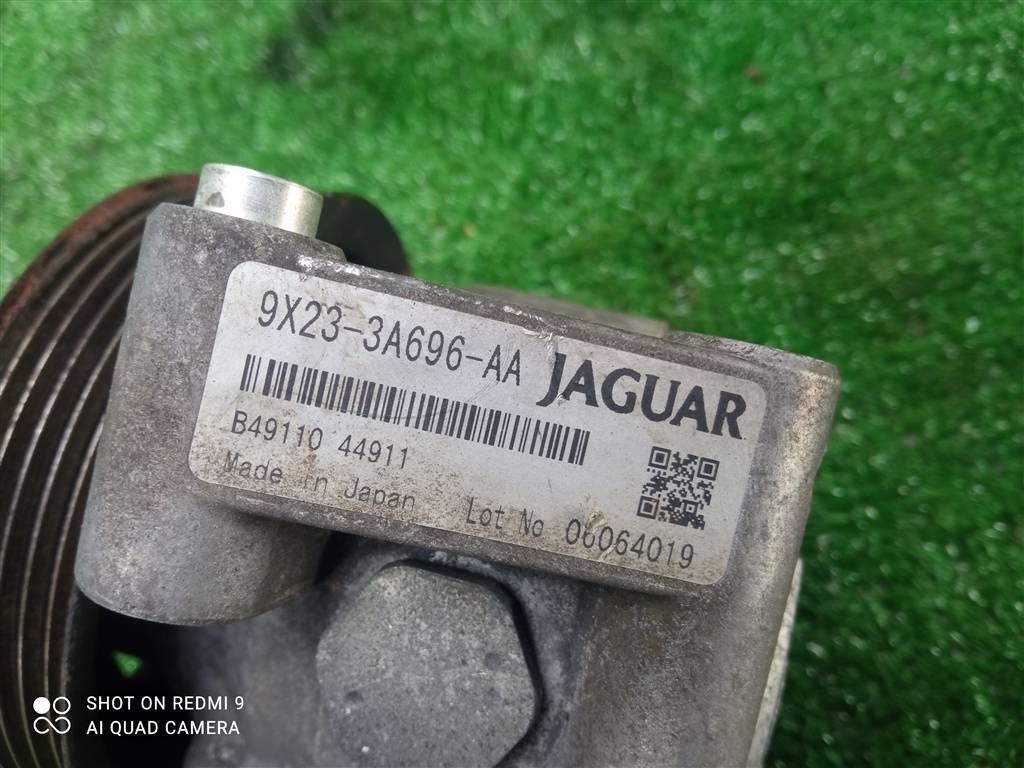 9X23-3A696-AA
JAGUAR
B49110 44911
Made in Japan Lot No 06064019
SHOT ON REDMI 9
AI QUAD CAMERA